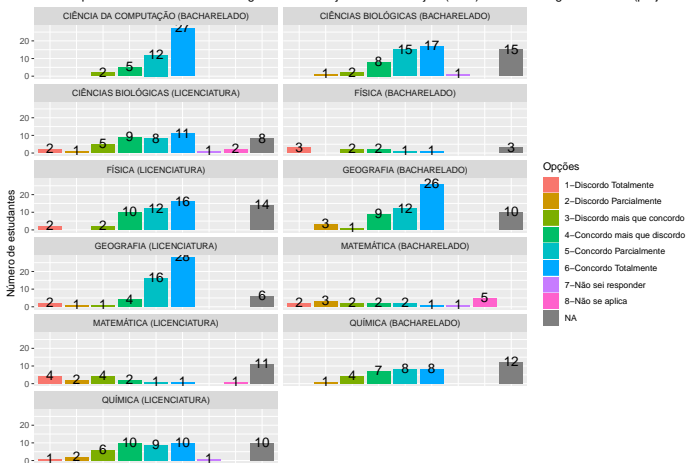 CIÊNCIA DA COMPUTAÇÃO (BACHARELADO)
CIÊNCIAS BIOLÓGICAS (BACHARELADO)
20
10
0
2 5 12 27
1 2 8 15 17 1 15
CIÊNCIAS BIOLÓGICAS (LICENCIATURA)
FÍSICA (BACHARELADO)
20
10
0
2 1 5 9 8 11 1 2 8
3 2 2 1 1 3
FÍSICA (LICENCIATURA)
GEOGRAFIA (BACHARELADO)
20
10
0
2 2 10 12 16 14
3 1 9 12 26 10
GEOGRAFIA (LICENCIATURA)
MATEMÁTICA (BACHARELADO)
20
10
0
2 1 1 4 16 28 6
2 3 2 2 2 1 1 5
MATEMÁTICA (LICENCIATURA)
QUÍMICA (BACHARELADO)
20
10
0
4 2 4 2 1 1 1 11
1 4 7 8 8 12
QUÍMICA (LICENCIATURA)
20
10
0
1 2 6 10 9 10 1 10
Número de estudantes
Opções
1−Discordo Totalmente
2−Discordo Parcialmente
3−Discordo mais que concordo
4−Concordo mais que discordo
5−Concordo Parcialmente
6−Concordo Totalmente
7−Não sei responder
8−Não se aplica
NA